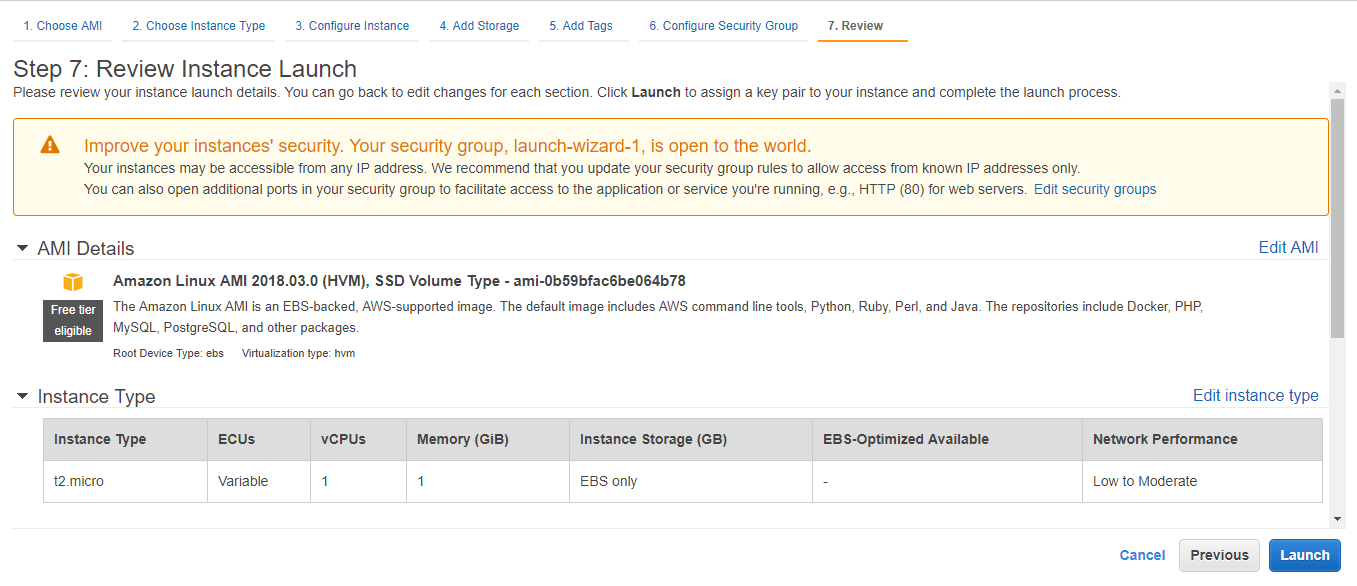 1. Choose AMI 2. Choose Instance Type 3. Configure Instance 4. Add Storage 5. Add Tags 6. Configure Security Group 7. Review
Step 7: Review Instance Launch
Please review your instance launch details. You can go back to edit changes for each section. Click Launch to assign a key pair to your instance and complete the launch process.
Improve your instances' security. Your security group, launch-wizard-1, is open to the world.
Your instances may be accessible from any IP address. We recommend that you update your security group rules to allow access from known IP addresses only.
You can also open additional ports in your security group to facilitate access to the application or service you're running, e.g., HTTP (80) for web servers. Edit security groups
AMI Details Edit AMI
Amazon Linux AMI 2018.03.0 (HVM), SSD Volume Type - ami-0b59bfac6be064b78
Free tier
eligible
The Amazon Linux AMI is an EBS-backed, AWS-supported image. The default image includes AWS command line tools, Python, Ruby, Perl, and Java. The repositories include Docker, PHP,
MySQL, PostgreSQL, and other packages.
Root Device Type: ebs Virtualization type: hvm
Instance Type Edit instance type
Instance Type ECUs vCPUs Memory (GiB) Instance Storage (GB) EBS-Optimized Available Network Performance
t2.micro Variable 1 1 EBS only - Low to Moderate
Cancel Previous Launch